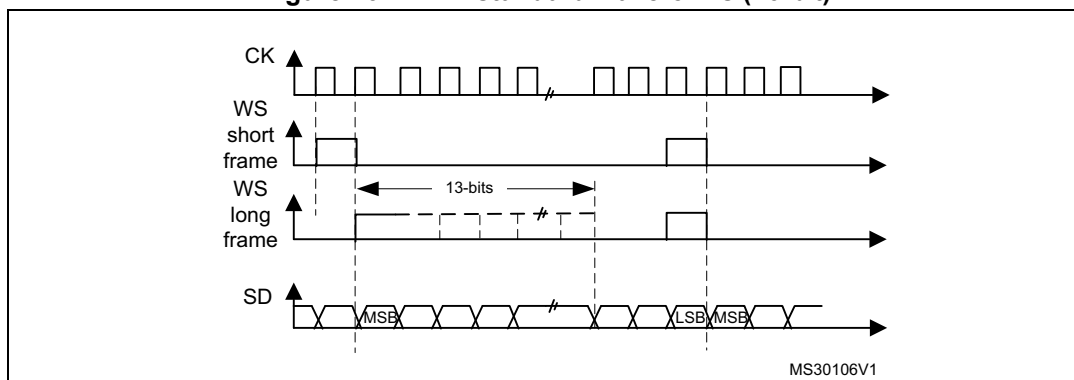 CK
WS
short
frame
WS
13-bits
long
frame
SD
MSB
LSB MSB
MS30106V1